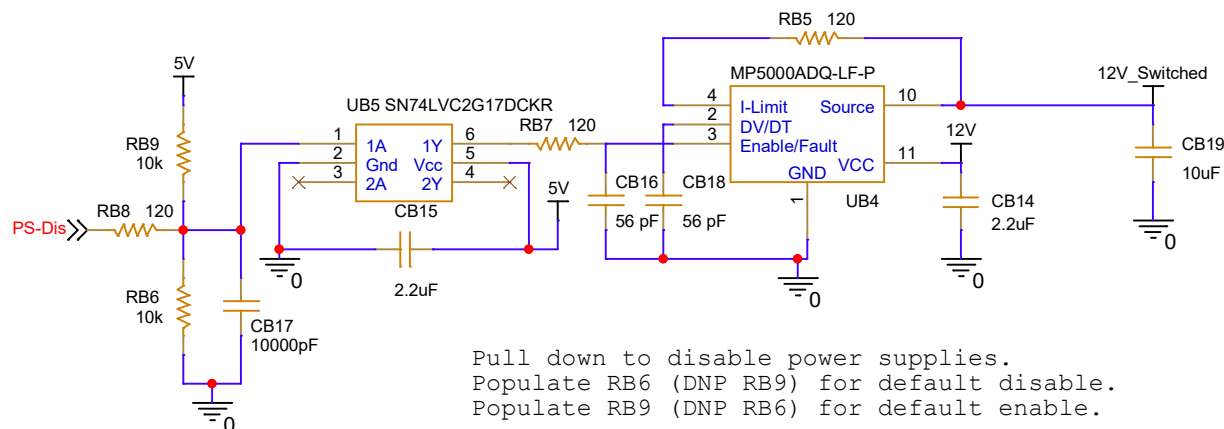 RB5 120
5V
MP5000ADQ-LF-P
12V_Switched
UB5 SN74LVC2G17DCKR
4 I-Limit Source 10
2 DV/DT
3 Enable/Fault
VCC 11
GND
1
UB4
12V
RB9
10k
1 1A 1Y 6
2 Gnd Vcc 5
3 2A 2Y 4
RB7 120
CB19
10uF
CB16
56 pF
CB18
56 pF
CB14
2.2uF
5V
CB15
2.2uF
PS-Dis
RB8 120
RB6
10k
CB17
10000pF
0
0
0
0
0
Pull down to disable power supplies.
Populate RB6 (DNP RB9) for default disable.
Populate RB9 (DNP RB6) for default enable.